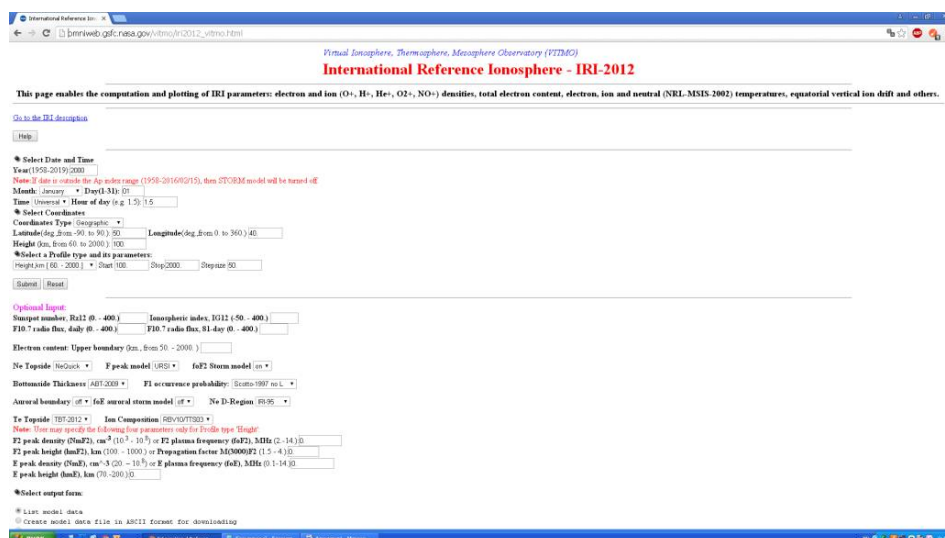 International Reference Ion
omniweb.gsfc.nasa.gov/vitmo/iri2012_vitmo.html
Virtual Ionosphere, Thermosphere, Mesosphere Observatory (VITMO)
International Reference Ionosphere - IRI-2012
This page enables the computation and plotting of IRI parameters: electron and ion (O+, H+, He+, O2+, NO+) densities, total electron content, electron, ion and neutral (NRL-MSIS-2002) temperatures, equatorial vertical ion drift and others.
Go to the IRI description
Help
Select Date and Time
Year(1958-2019) 2000
Note: If date is outside the Ap index range (1958-2016/02/15), then STORM model will be turned off
Month: January Day(1-31): 01
Time Universal Hour of day (e.g. 1.5): 1.5
Select Coordinates
Coordinates Type Geographic
Latitude(deg.,from -90. to 90.): 50. Longitude(deg.,from 0. to 360.) 40.
Height (km, from 60. to 2000.): 100.
Select a Profile type and its parameters:
Height,km [ 60. - 2000.] Start 100. Stop 2000. Stepsize 50.
Submit Reset
Optional Input:
Sunspot number, Rz12 (0. - 400.) Ionospheric index, IG12 (-50. - 400.)
F10.7 radio flux, daily (0. - 400.) F10.7 radio flux, 81-day (0. - 400.)
Electron content: Upper boundary (km., from 50. - 2000. )
Ne Topside NeQuick F peak model URSI foF2 Storm model on
Bottomside Thickness ABT-2009 F1 occurrence probability: Scotto-1997 no L
Auroral boundary off foE auroral storm model off Ne D-Region IRI-95
Te Topside TBT-2012 Ion Composition RBV10/TTS03
Note: User may specify the following four parameters only for Profile type 'Height'.
F2 peak density (NmF2), cm-3 (10^3 - 10^8) or F2 plasma frequency (foF2), MHz (2.-14.) 0.
F2 peak height (hmF2), km (100. - 1000.) or Propagation factor M(3000)F2 (1.5 - 4.) 0.
E peak density (NmE), cm^-3 (20. – 10^6) or E plasma frequency (foE), MHz (0.1-14.) 0.
E peak height (hmE), km (70.-200.) 0.
Select output form:
List model data
Create model data file in ASCII format for downloading